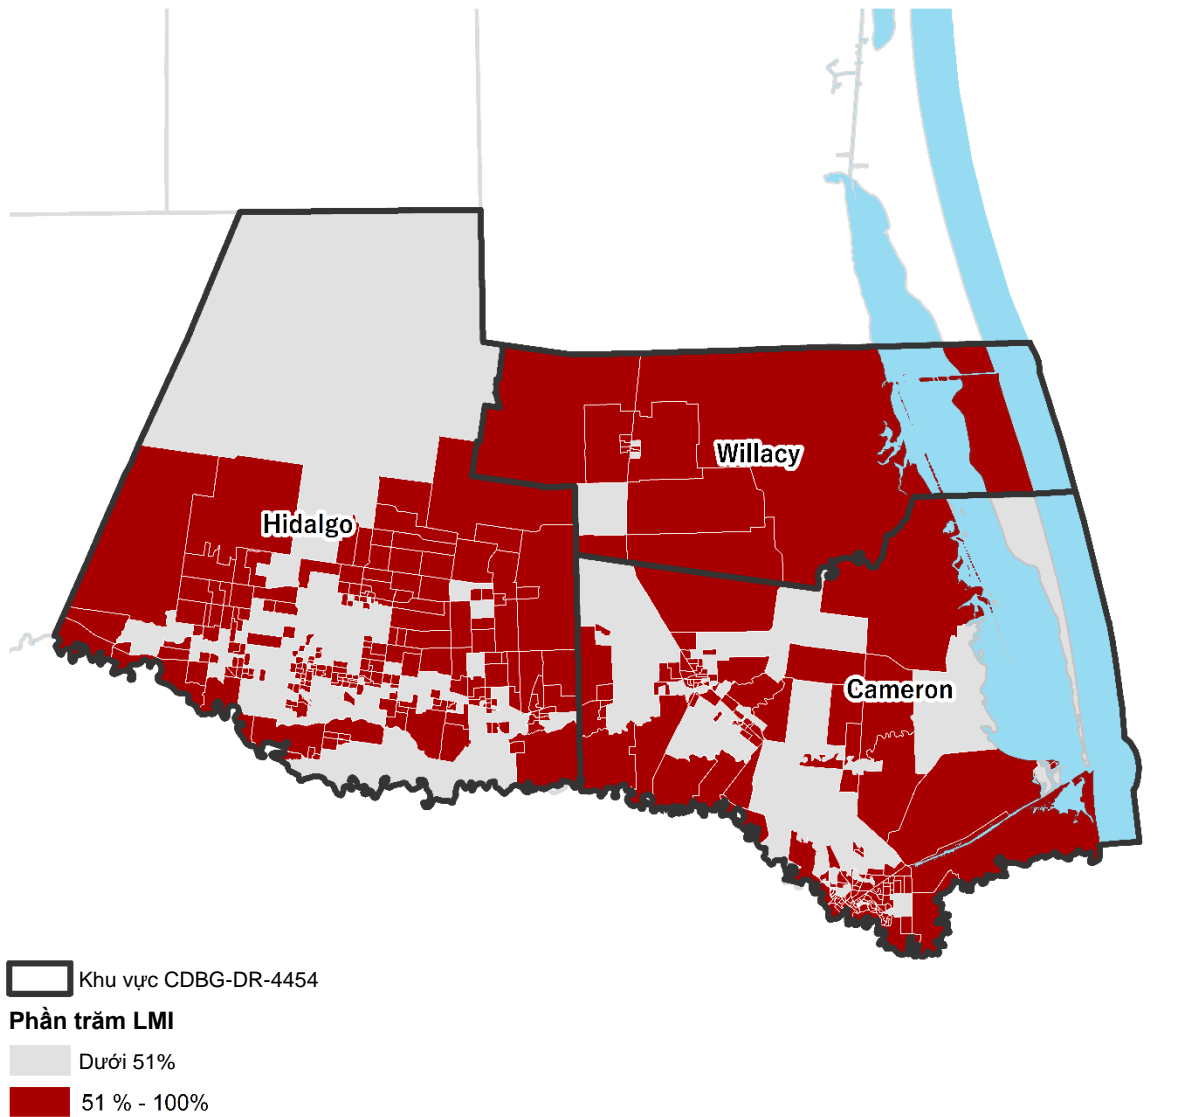 Willacy
Hidalgo
Cameron
Khu vực CDBG-DR-4454
Phần trăm LMI
Dưới 51%
51 % - 100%